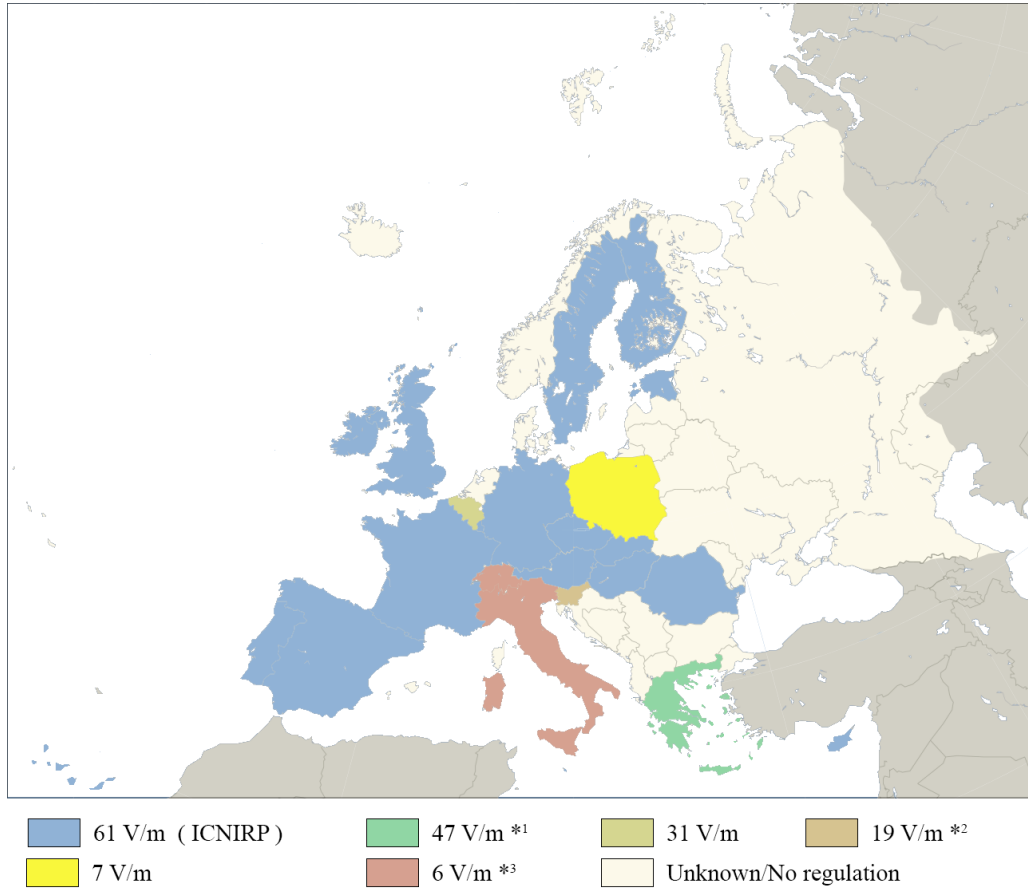 61 V/m ( ICNIRP )
47 V/m *¹
31 V/m
19 V/m *²
7 V/m
6 V/m *³
Unknown/No regulation